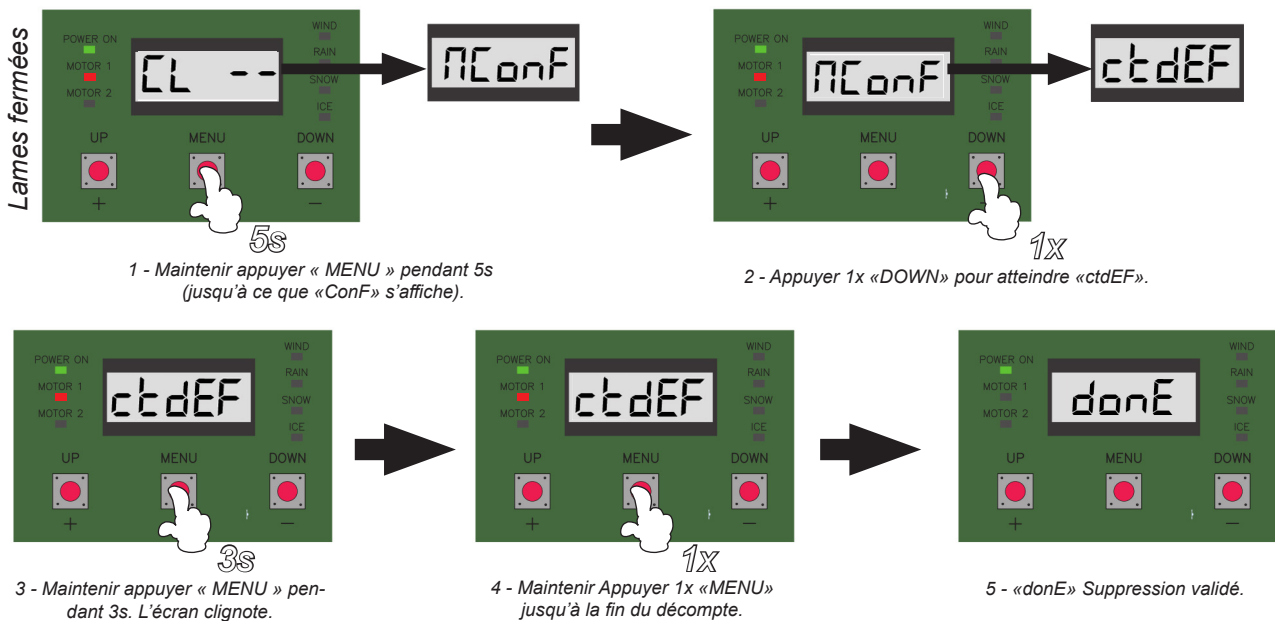 Lames fermées
WIND
POWER ON
RAIN
MOTOR 1
SNOW
MOTOR 2
ICE
CL --
MConF
UP
MENU
DOWN
+
-
5s
1 - Maintenir appuyer « MENU » pendant 5s
(jusqu'à ce que «ConF» s'affiche).
WIND
POWER ON
RAIN
MOTOR 1
SNOW
MOTOR 2
ICE
MConF
ctdEF
UP
MENU
DOWN
+
-
1x
2 - Appuyer 1x «DOWN» pour atteindre «ctdEF».
WIND
POWER ON
RAIN
MOTOR 1
SNOW
MOTOR 2
ICE
ctdEF
UP
MENU
DOWN
+
-
3s
3 - Maintenir appuyer « MENU » pen-
dant 3s. L'écran clignote.
WIND
POWER ON
RAIN
MOTOR 1
SNOW
MOTOR 2
ICE
ctdEF
UP
MENU
DOWN
+
-
1x
4 - Maintenir Appuyer 1x «MENU»
jusqu'à la fin du décompte.
WIND
POWER ON
RAIN
MOTOR 1
SNOW
MOTOR 2
ICE
donE
UP
MENU
DOWN
+
-
5 - «donE» Suppression validé.